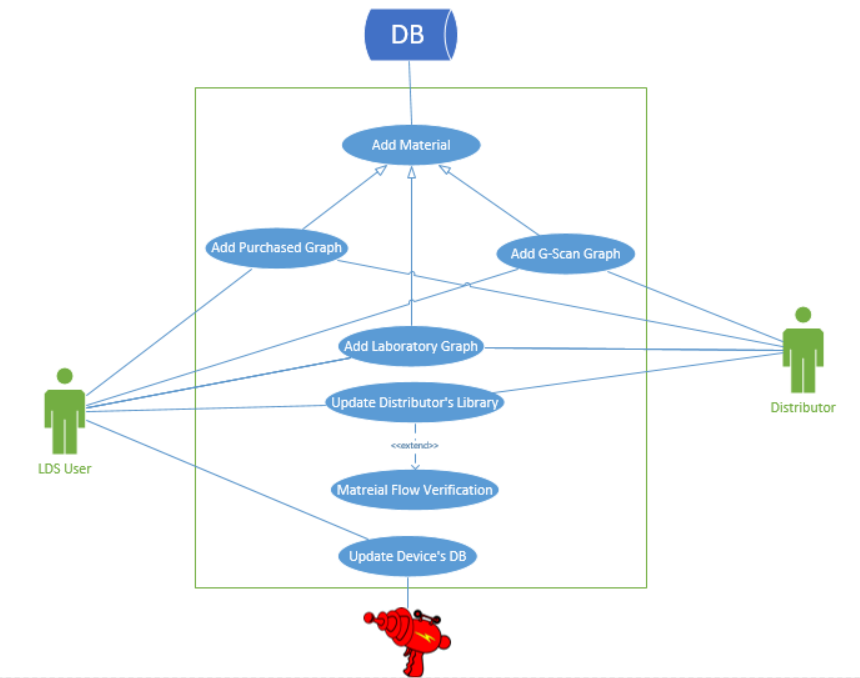 DB
Add Material
Add Purchased Graph
Add G-Scan Graph
Add Laboratory Graph
Distributor
Update Distributor's Library
<<extend>>
LDS User
Matreial Flow Verification
Update Device's DB